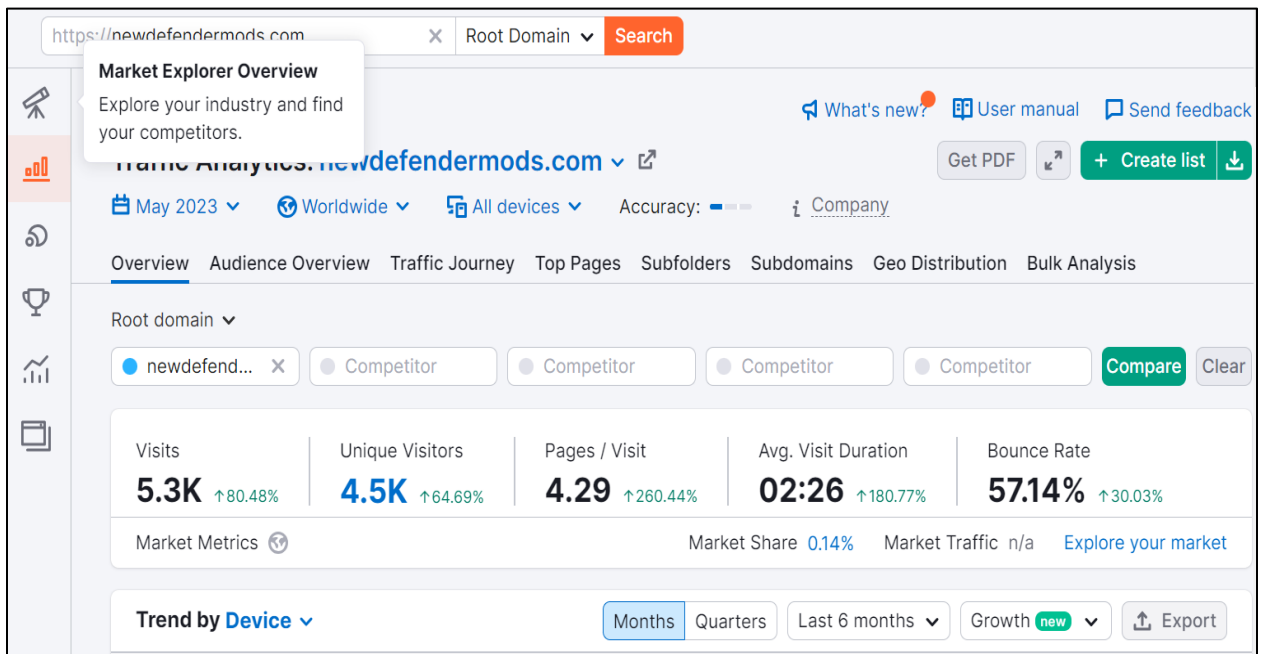 https://newdefendermods.com Root Domain Search
Market Explorer Overview
Explore your industry and find
your competitors.
What's new? User manual Send feedback
Traffic Analytics: newdefendermods.com Get PDF + Create list
May 2023 Worldwide All devices Accuracy: i Company
Overview Audience Overview Traffic Journey Top Pages Subfolders Subdomains Geo Distribution Bulk Analysis
Root domain
newdefend... Competitor Competitor Competitor Competitor Compare Clear
Visits Unique Visitors Pages / Visit Avg. Visit Duration Bounce Rate
5.3K ↑80.48% 4.5K ↑64.69% 4.29 ↑260.44% 02:26 ↑180.77% 57.14% ↑30.03%
Market Metrics Market Share 0.14% Market Traffic n/a Explore your market
Trend by Device Months Quarters Last 6 months Growth new Export